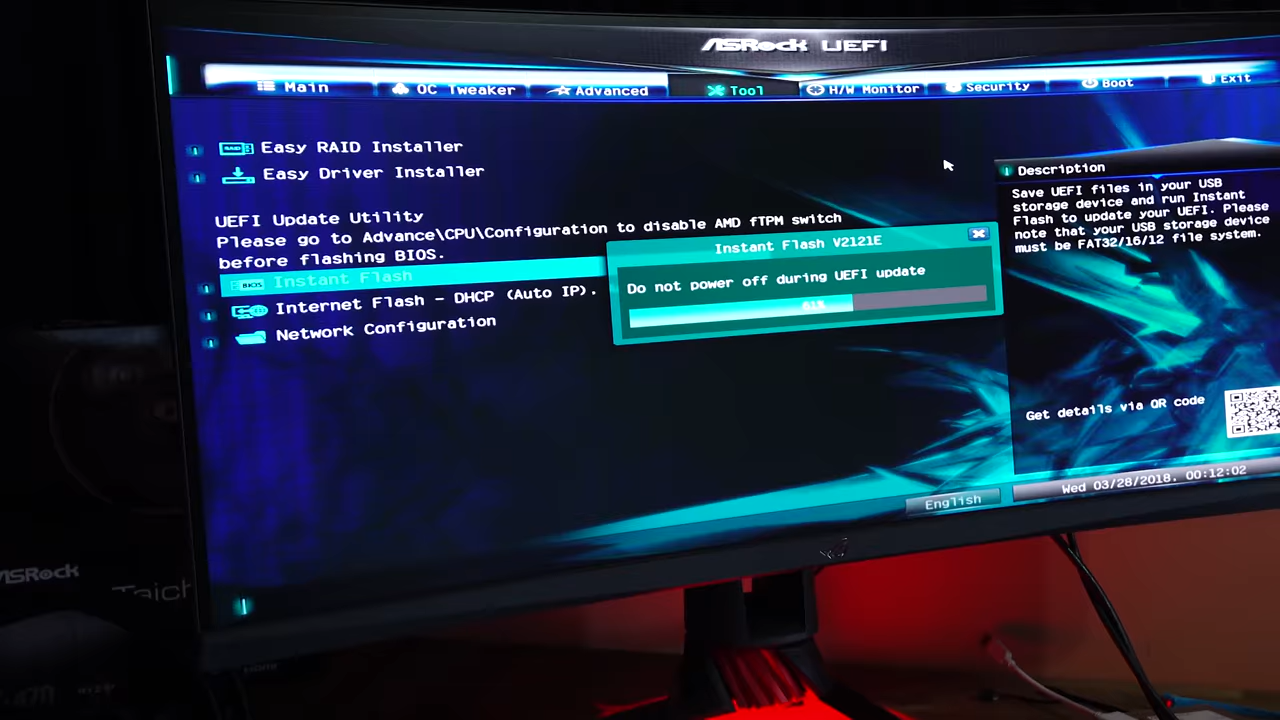 ASRock UEFI
Main
OC Tweaker
Advanced
Tool
H/W Monitor
Security
Boot
Exit
Easy RAID Installer
Easy Driver Installer
UEFI Update Utility
Please go to Advance\CPU\Configuration to disable AMD fTPM switch
before flashing BIOS.
BIOS Instant Flash
Internet Flash - DHCP (Auto IP).
Network Configuration
Instant Flash V2121E
Do not power off during UEFI update
61%
Description
Save UEFI files in your USB
storage device and run Instant
Flash to update your UEFI. Please
note that your USB storage device
must be FAT32/16/12 file system.
Get details via QR code
Wed 03/28/2018. 00:12:02
English
ASRock
Taich